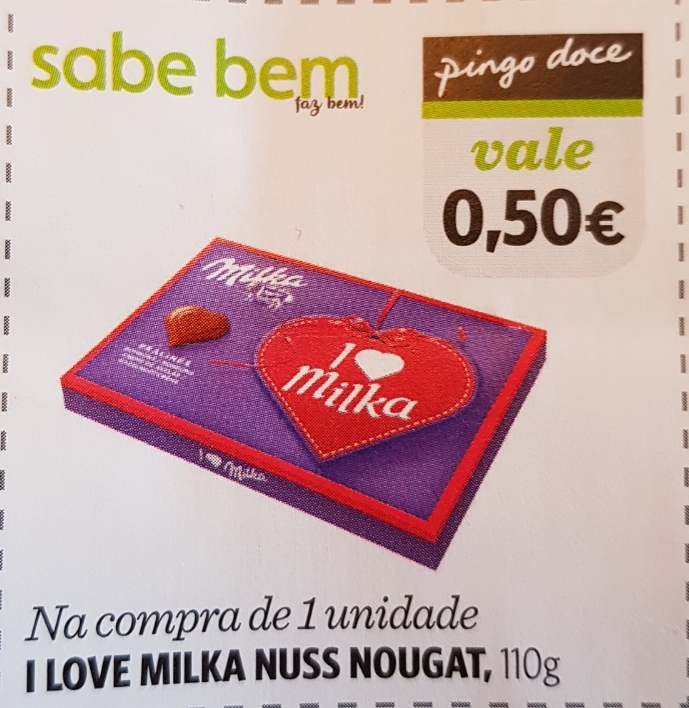 sabe bem
faz bem!
pingo doce
vale
0,50€
Milka
PRALINÉS
I
Milka
I Milka
Na compra de 1 unidade
I LOVE MILKA NUSS NOUGAT, 110g